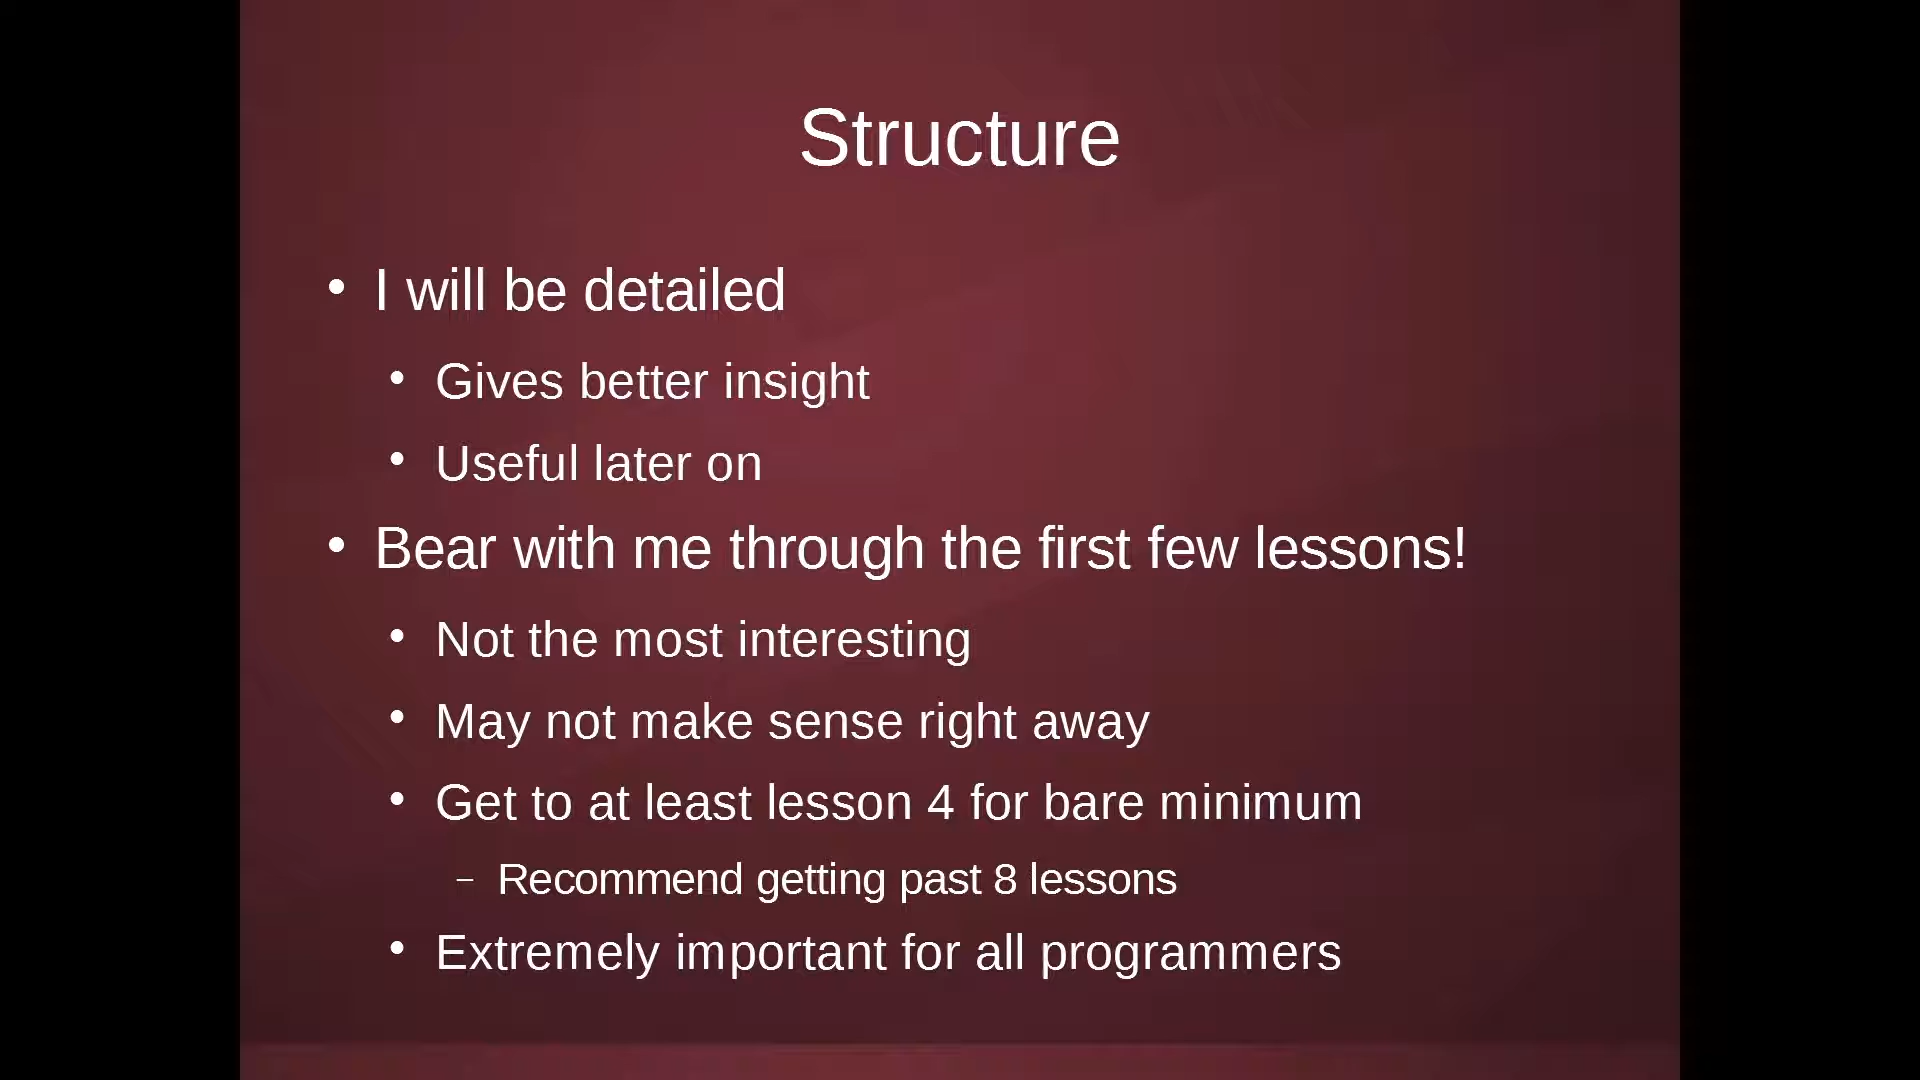 Structure
• I will be detailed
• Gives better insight
• Useful later on
• Bear with me through the first few lessons!
• Not the most interesting
• May not make sense right away
• Get to at least lesson 4 for bare minimum
– Recommend getting past 8 lessons
• Extremely important for all programmers